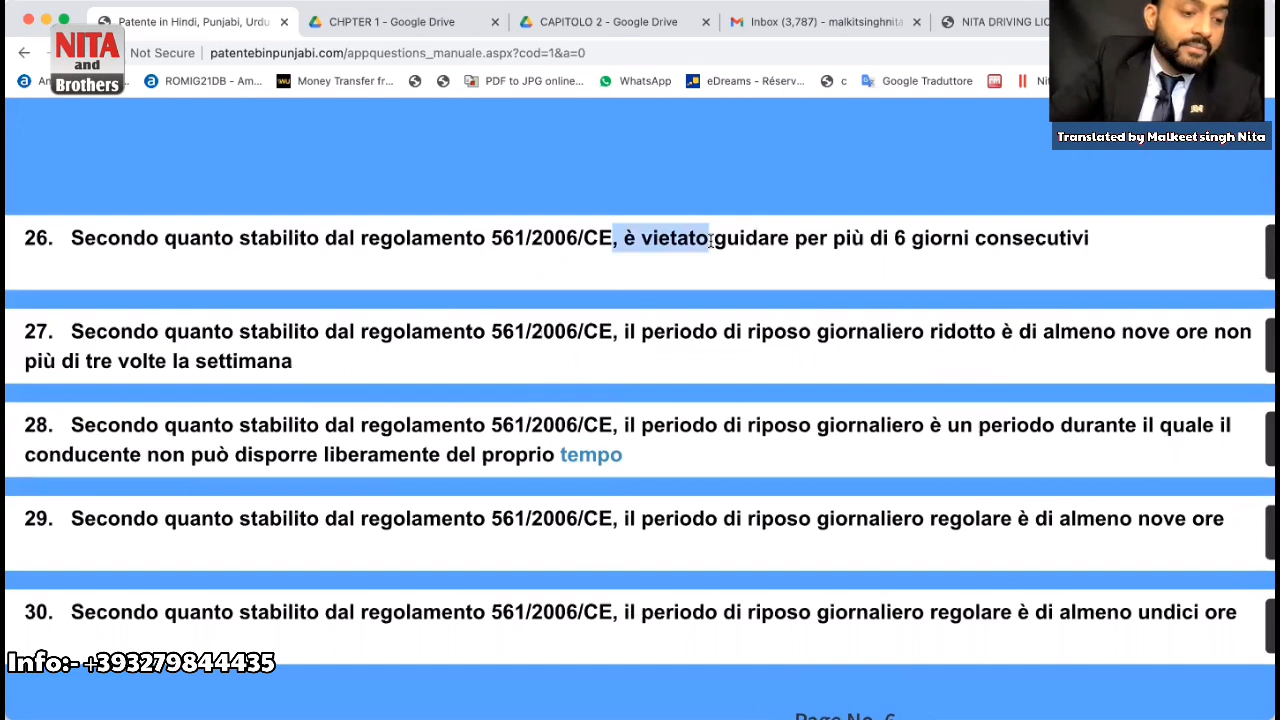 Patente in Hindi, Punjabi, Urdu
CHPTER 1 - Google Drive
CAPITOLO 2 - Google Drive
Inbox (3,787) - malkitsinghnita
NITA DRIVING LIC
NITA
and
Brothers
Not Secure
patentebinpunjabi.com/appquestions_manuale.aspx?cod=1&a=0
ROMIG21DB - Am...
Money Transfer fr...
PDF to JPG online...
WhatsApp
eDreams - Réserv...
c
Google Traduttore
Translated by Malkeet singh Nita
26. Secondo quanto stabilito dal regolamento 561/2006/CE, è vietato guidare per più di 6 giorni consecutivi
27. Secondo quanto stabilito dal regolamento 561/2006/CE, il periodo di riposo giornaliero ridotto è di almeno nove ore non
più di tre volte la settimana
28. Secondo quanto stabilito dal regolamento 561/2006/CE, il periodo di riposo giornaliero è un periodo durante il quale il
conducente non può disporre liberamente del proprio tempo
29. Secondo quanto stabilito dal regolamento 561/2006/CE, il periodo di riposo giornaliero regolare è di almeno nove ore
30. Secondo quanto stabilito dal regolamento 561/2006/CE, il periodo di riposo giornaliero regolare è di almeno undici ore
Info:- +393279844435
Page No. 6